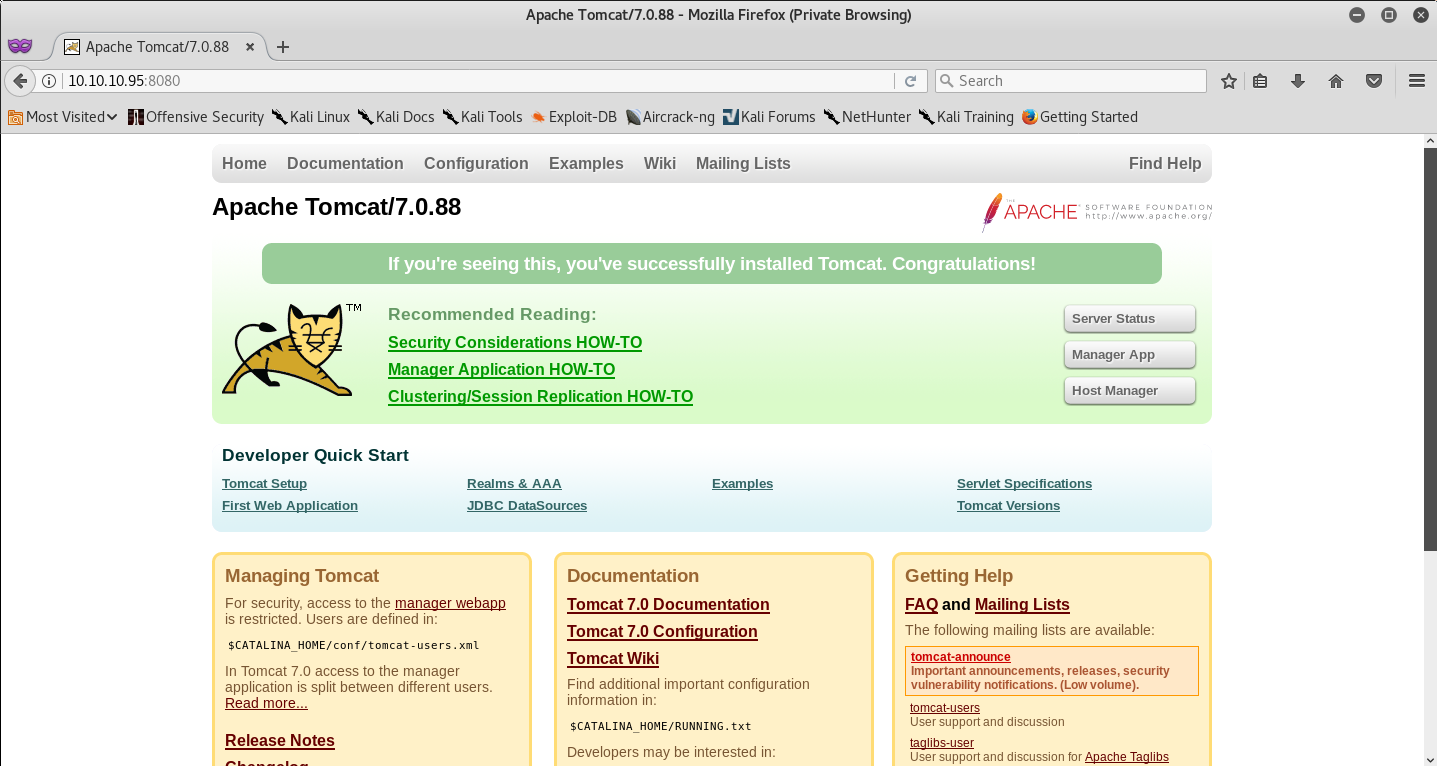 Apache Tomcat/7.0.88 - Mozilla Firefox (Private Browsing)
Apache Tomcat/7.0.88
10.10.10.95:8080
Search
Most Visited
Offensive Security
Kali Linux
Kali Docs
Kali Tools
Exploit-DB
Aircrack-ng
Kali Forums
NetHunter
Kali Training
Getting Started
Home
Documentation
Configuration
Examples
Wiki
Mailing Lists
Find Help
Apache Tomcat/7.0.88
THE
APACHE
SOFTWARE FOUNDATION
http://www.apache.org/
If you're seeing this, you've successfully installed Tomcat. Congratulations!
TM
Recommended Reading:
Security Considerations HOW-TO
Manager Application HOW-TO
Clustering/Session Replication HOW-TO
Server Status
Manager App
Host Manager
Developer Quick Start
Tomcat Setup
First Web Application
Realms & AAA
JDBC DataSources
Examples
Servlet Specifications
Tomcat Versions
Managing Tomcat
For security, access to the manager webapp
is restricted. Users are defined in:
$CATALINA_HOME/conf/tomcat-users.xml
In Tomcat 7.0 access to the manager
application is split between different users.
Read more...
Release Notes
Changelog
Documentation
Tomcat 7.0 Documentation
Tomcat 7.0 Configuration
Tomcat Wiki
Find additional important configuration
information in:
$CATALINA_HOME/RUNNING.txt
Developers may be interested in:
Getting Help
FAQ and Mailing Lists
The following mailing lists are available:
tomcat-announce
Important announcements, releases, security
vulnerability notifications. (Low volume).
tomcat-users
User support and discussion
taglibs-user
User support and discussion for Apache Taglibs